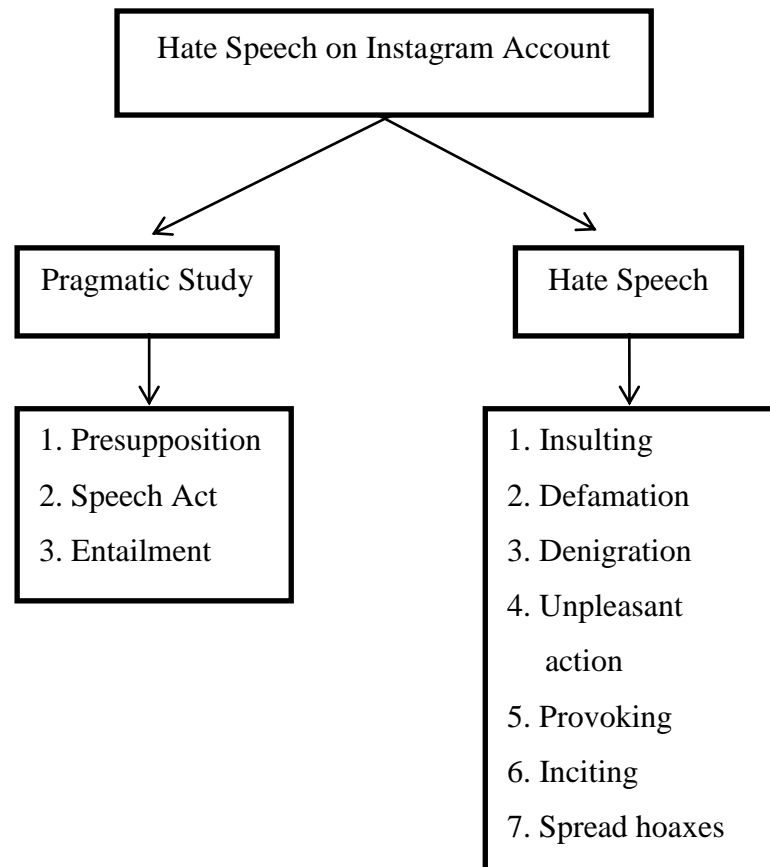 Hate Speech on Instagram Account
Pragmatic Study
Hate Speech
1. Presupposition
2. Speech Act
3. Entailment
1. Insulting
2. Defamation
3. Denigration
4. Unpleasant
action
5. Provoking
6. Inciting
7. Spread hoaxes